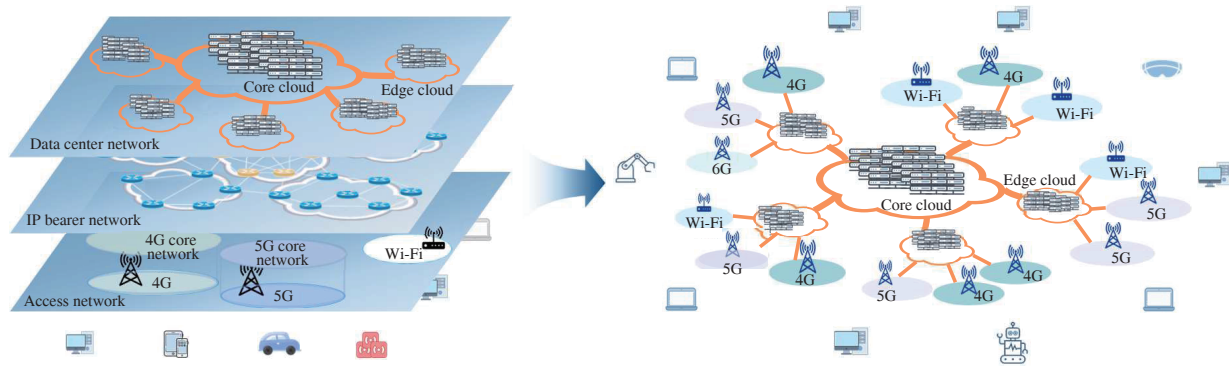 Core cloud
Edge cloud
Data center network
IP bearer network
4G core
network
5G core
network
Wi-Fi
4G
5G
Access network
4G
4G
Wi-Fi
Wi-Fi
5G
6G
Wi-Fi
Edge cloud
Core cloud
5G
Wi-Fi
5G
4G
5G
4G
4G
5G